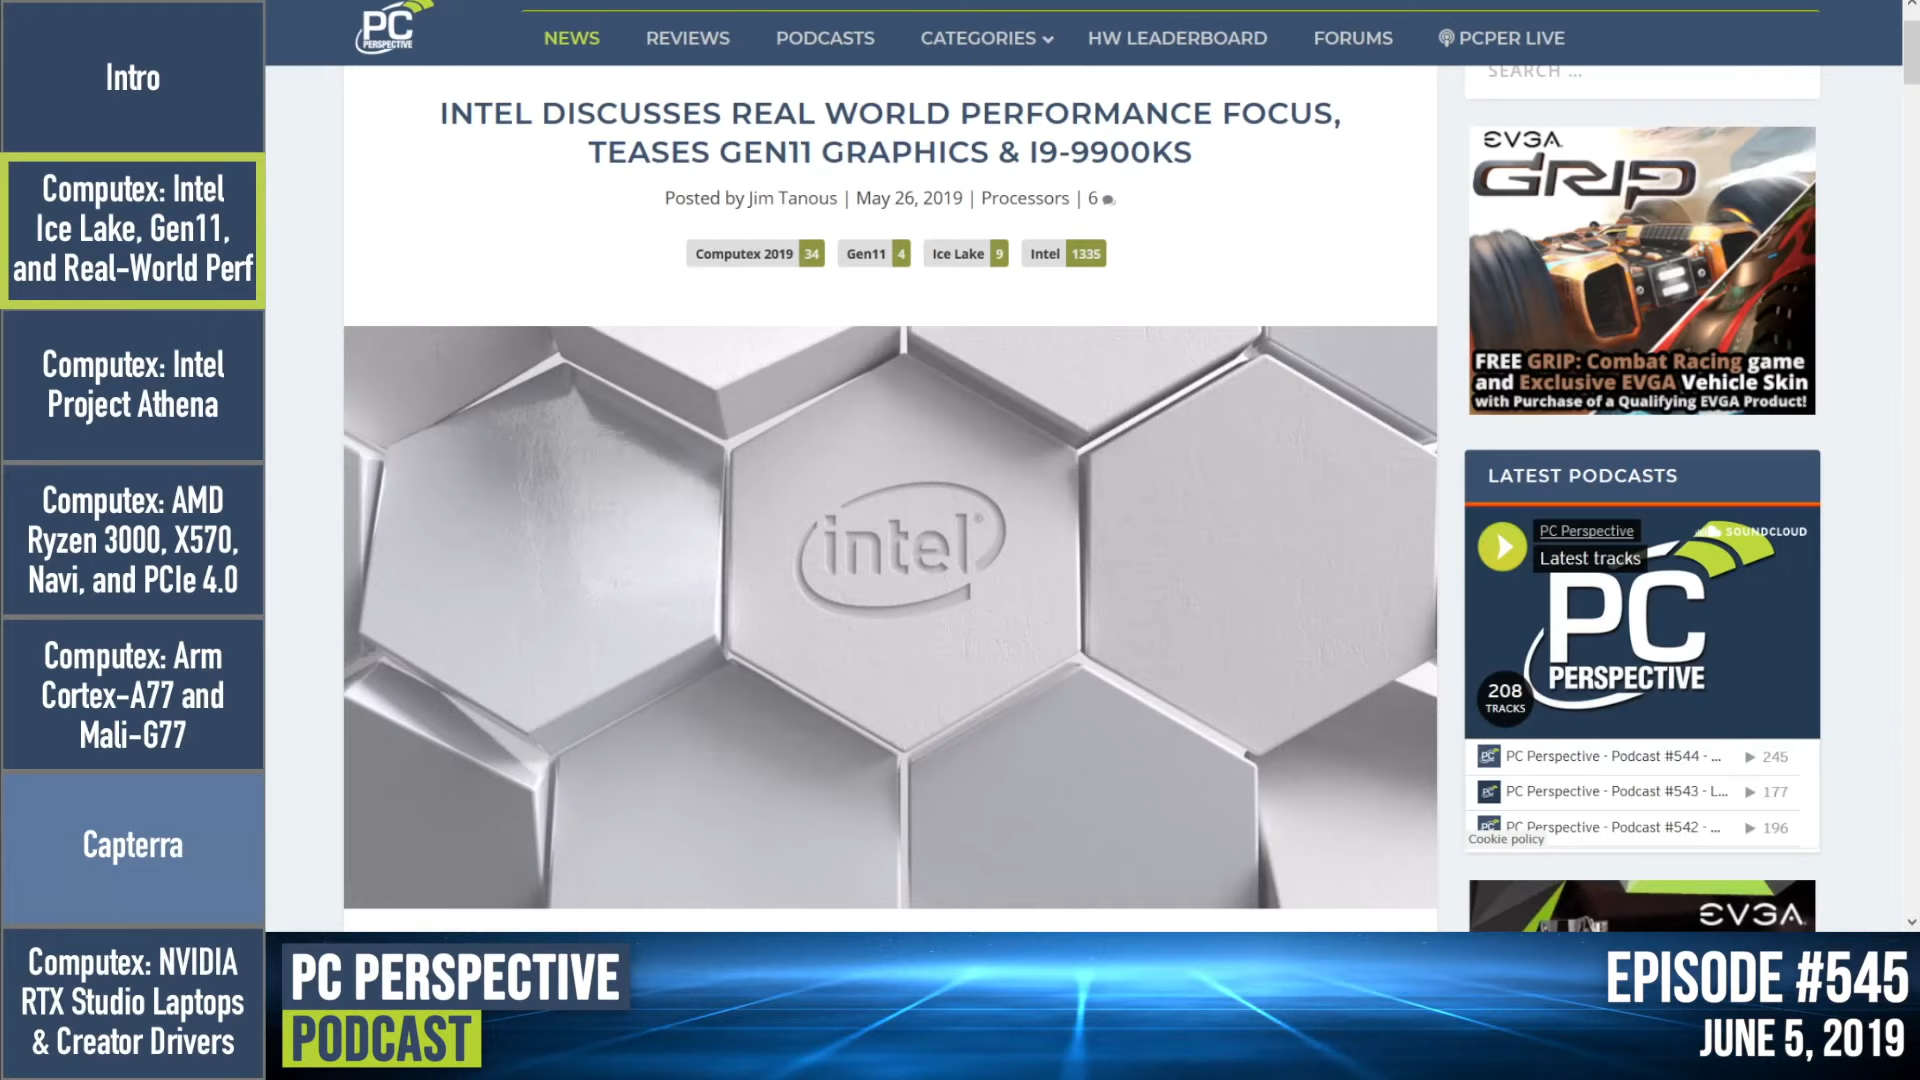 Intro
Computex: Intel
Ice Lake, Gen11,
and Real-World Perf
Computex: Intel
Project Athena
Computex: AMD
Ryzen 3000, X570,
Navi, and PCIe 4.0
Computex: Arm
Cortex-A77 and
Mali-G77
Capterra
Computex: NVIDIA
RTX Studio Laptops
& Creator Drivers
PC
PERSPECTIVE
NEWS REVIEWS PODCASTS CATEGORIES HW LEADERBOARD FORUMS PCPER LIVE
INTEL DISCUSSES REAL WORLD PERFORMANCE FOCUS,
TEASES GEN11 GRAPHICS & I9-9900KS
Posted by Jim Tanous | May 26, 2019 | Processors | 6
Computex 2019 34 Gen11 4 Ice Lake 9 Intel 1335
intel®
SEARCH ...
EVGA
GRIP
FREE GRIP: Combat Racing game
and Exclusive EVGA Vehicle Skin
with Purchase of a Qualifying EVGA Product!
LATEST PODCASTS
PC Perspective
SOUNDCLOUD
Latest tracks
PC
PERSPECTIVE
208
TRACKS
PC Perspective - Podcast #544 - ... 245
PC Perspective - Podcast #543 - L... 177
PC Perspective - Podcast #542 - ... 196
Cookie policy
EVGA
PC PERSPECTIVE
PODCAST
EPISODE #545
JUNE 5, 2019